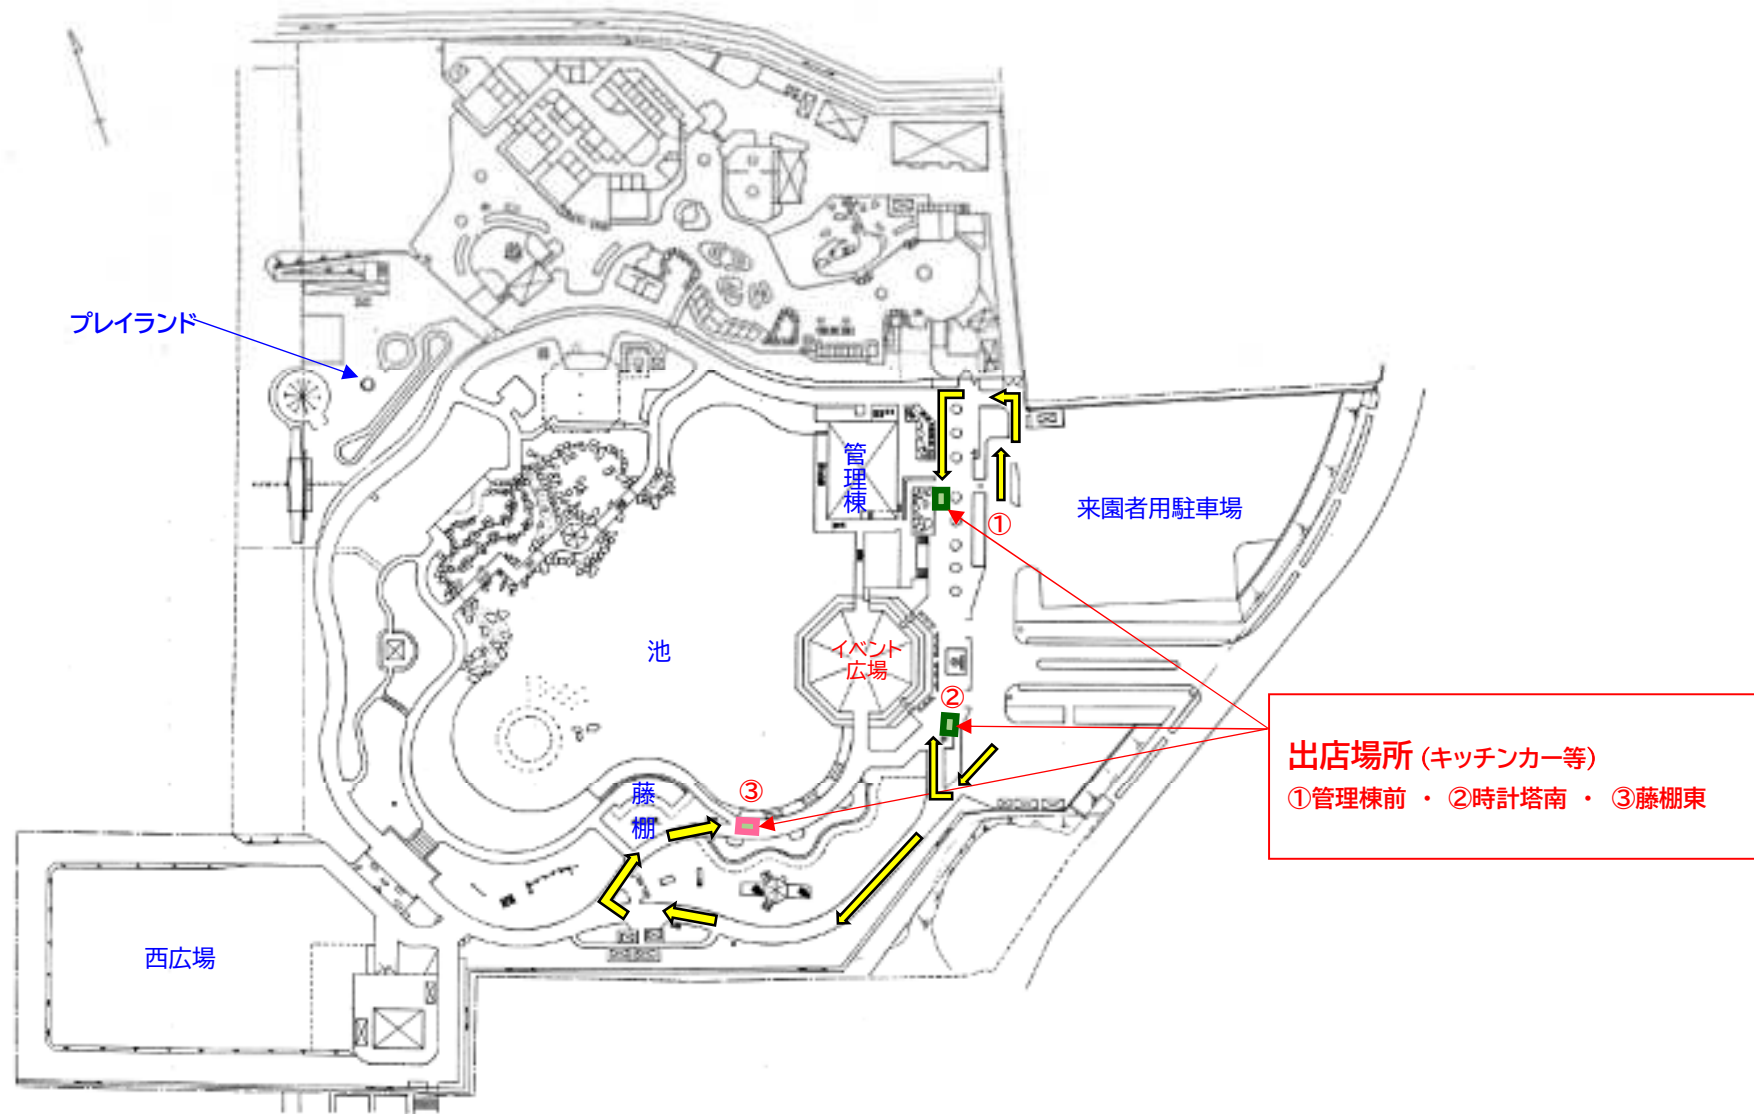 プレイランド
管理棟
①
来園者用駐車場
池
イベント
広場
②
藤棚
③
出店場所 (キッチンカー等)
①管理棟前 ・ ②時計塔南 ・ ③藤棚東
西広場